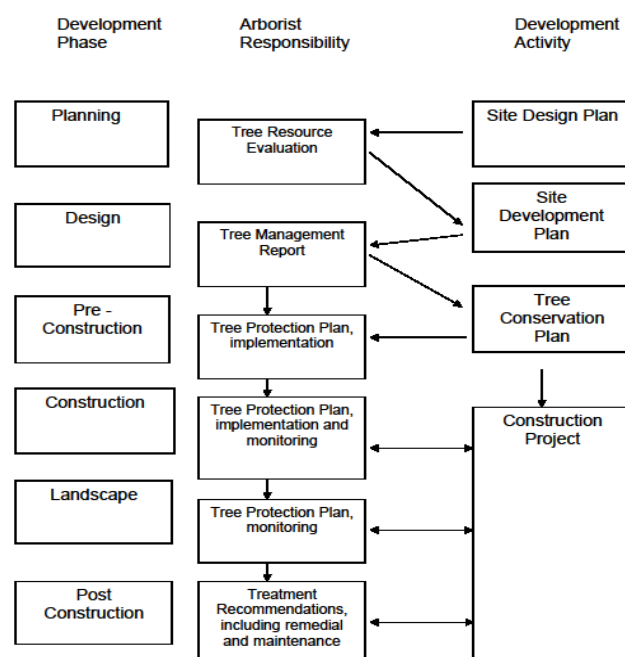 Development
Phase
Arborist
Responsibility
Development
Activity
Planning
Tree Resource
Evaluation
Site Design Plan
Design
Tree Management
Report
Site
Development
Plan
Pre -
Construction
Tree Protection Plan,
implementation
Tree
Conservation
Plan
Construction
Tree Protection Plan,
implementation and
monitoring
Construction
Project
Landscape
Tree Protection Plan,
monitoring
Post
Construction
Treatment
Recommendations,
including remedial
and maintenance